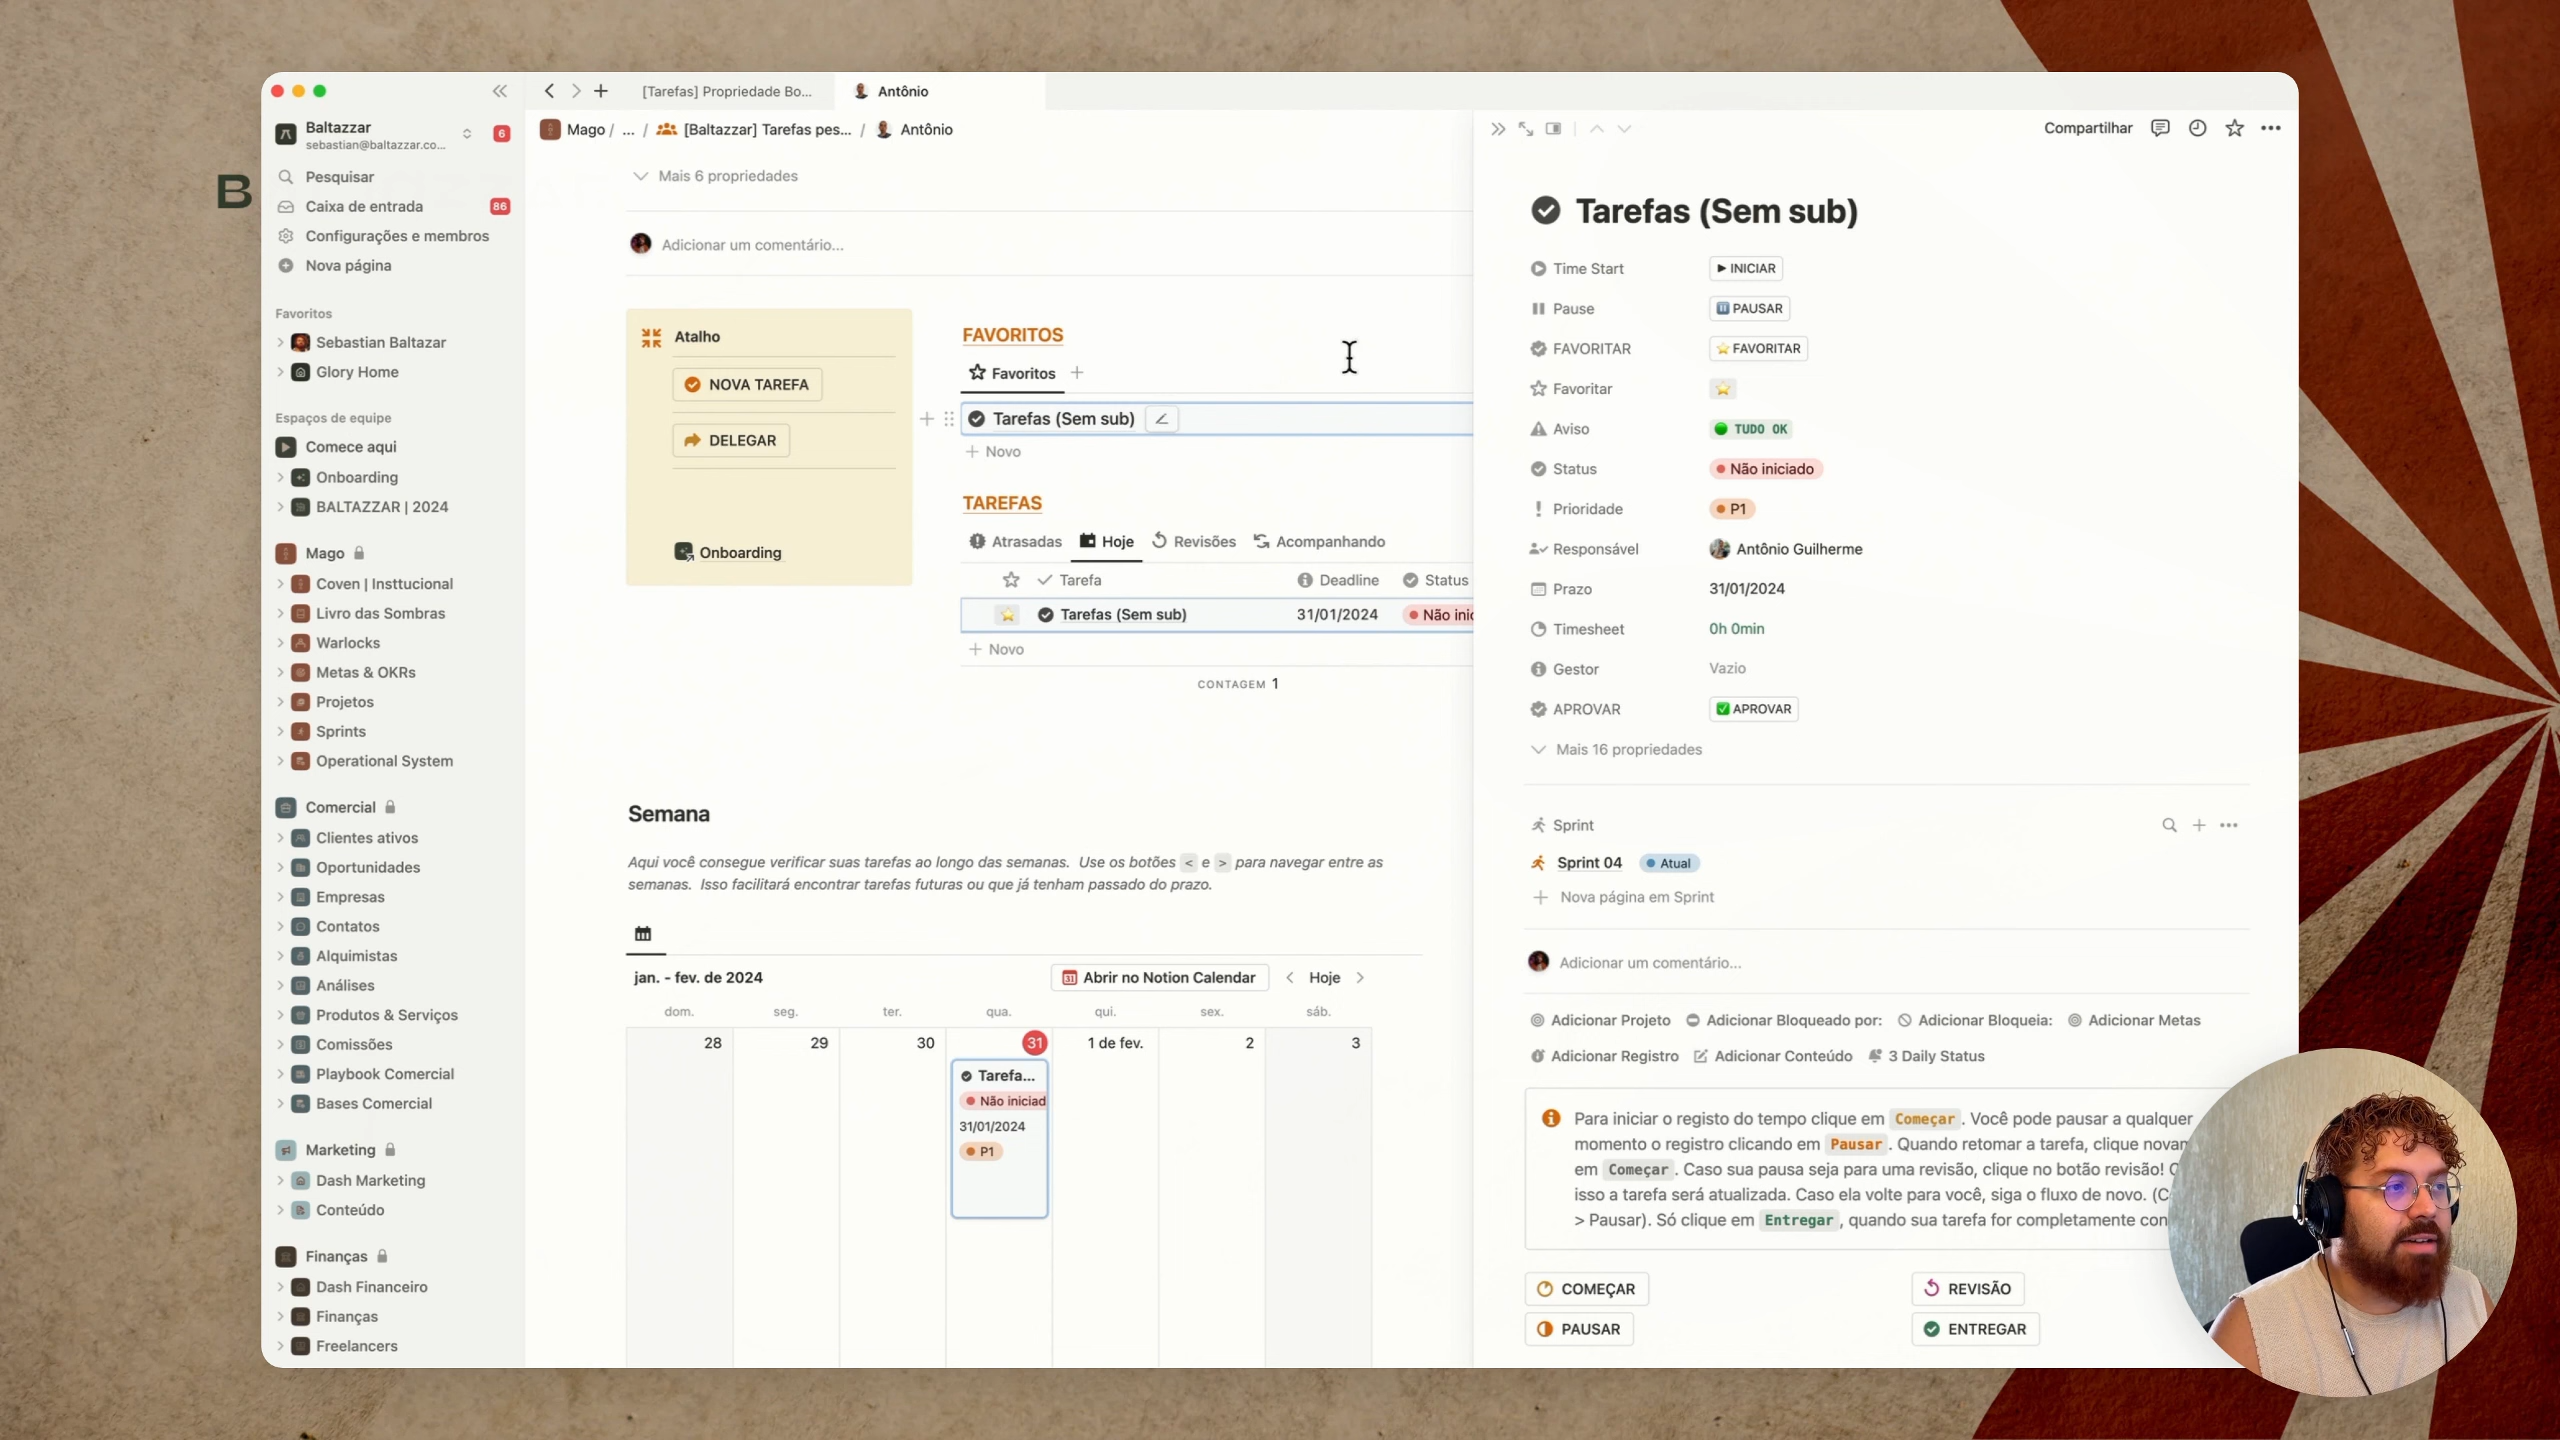 B
Baltazzar
sebastian@baltazzar.co...
6
Pesquisar
Caixa de entrada
86
Configurações e membros
Nova página
Favoritos
Sebastian Baltazar
Glory Home
Espaços de equipe
Comece aqui
Onboarding
BALTAZZAR | 2024
Mago
Coven | Insttucional
Livro das Sombras
Warlocks
Metas & OKRs
Projetos
Sprints
Operational System
Comercial
Clientes ativos
Oportunidades
Empresas
Contatos
Alquimistas
Análises
Produtos & Serviços
Comissões
Playbook Comercial
Bases Comercial
Marketing
Dash Marketing
Conteúdo
Finanças
Dash Financeiro
Finanças
Freelancers
[Tarefas] Propriedade Bo...
Antônio
Mago / ... / [Baltazzar] Tarefas pes... / Antônio
Mais 6 propriedades
Adicionar um comentário...
Atalho
NOVA TAREFA
DELEGAR
Onboarding
FAVORITOS
Favoritos
Tarefas (Sem sub)
Novo
TAREFAS
Atrasadas Hoje Revisões Acompanhando
Tarefa Deadline Status
Tarefas (Sem sub) 31/01/2024 Não inic
Novo
CONTAGEM 1
Semana
Aqui você consegue verificar suas tarefas ao longo das semanas. Use os botões < e > para navegar entre as
semanas. Isso facilitará encontrar tarefas futuras ou que já tenham passado do prazo.
jan. - fev. de 2024
Abrir no Notion Calendar
Hoje
dom. seg. ter. qua. qui. sex. sáb.
28 29 30 31 1 de fev. 2 3
Tarefa...
Não iniciad
31/01/2024
P1
Compartilhar
Tarefas (Sem sub)
Time Start INICIAR
Pause PAUSAR
FAVORITAR FAVORITAR
Favoritar
Aviso TUDO OK
Status Não iniciado
Prioridade P1
Responsável Antônio Guilherme
Prazo 31/01/2024
Timesheet 0h 0min
Gestor Vazio
APROVAR APROVAR
Mais 16 propriedades
Sprint
Sprint 04 Atual
Nova página em Sprint
Adicionar um comentário...
Adicionar Projeto Adicionar Bloqueado por: Adicionar Bloqueia: Adicionar Metas
Adicionar Registro Adicionar Conteúdo 3 Daily Status
Para iniciar o registo do tempo clique em Começar. Você pode pausar a qualquer
momento o registro clicando em Pausar. Quando retomar a tarefa, clique novam
em Começar. Caso sua pausa seja para uma revisão, clique no botão revisão! C
isso a tarefa será atualizada. Caso ela volte para você, siga o fluxo de novo. (C
> Pausar). Só clique em Entregar, quando sua tarefa for completamente con
COMEÇAR
REVISÃO
PAUSAR
ENTREGAR